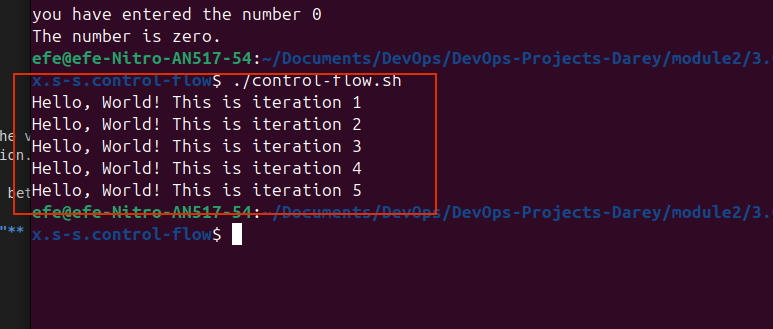 you have entered the number 0
The number is zero.
efe@efe-Nitro-AN517-54:~/Documents/DevOps/DevOps-Projects-Darey/module2/3.
x.s-s.control-flow$ ./control-flow.sh
Hello, World! This is iteration 1
he v
Hello, World! This is iteration 2
ion.
Hello, World! This is iteration 3
Hello, World! This is iteration 4
bet
Hello, World! This is iteration 5
efe@efe-Nitro-AN517-54:~/Documents/DevOps/DevOps-Projects-Darey/module2/3.
"**
x.s-s.control-flow$